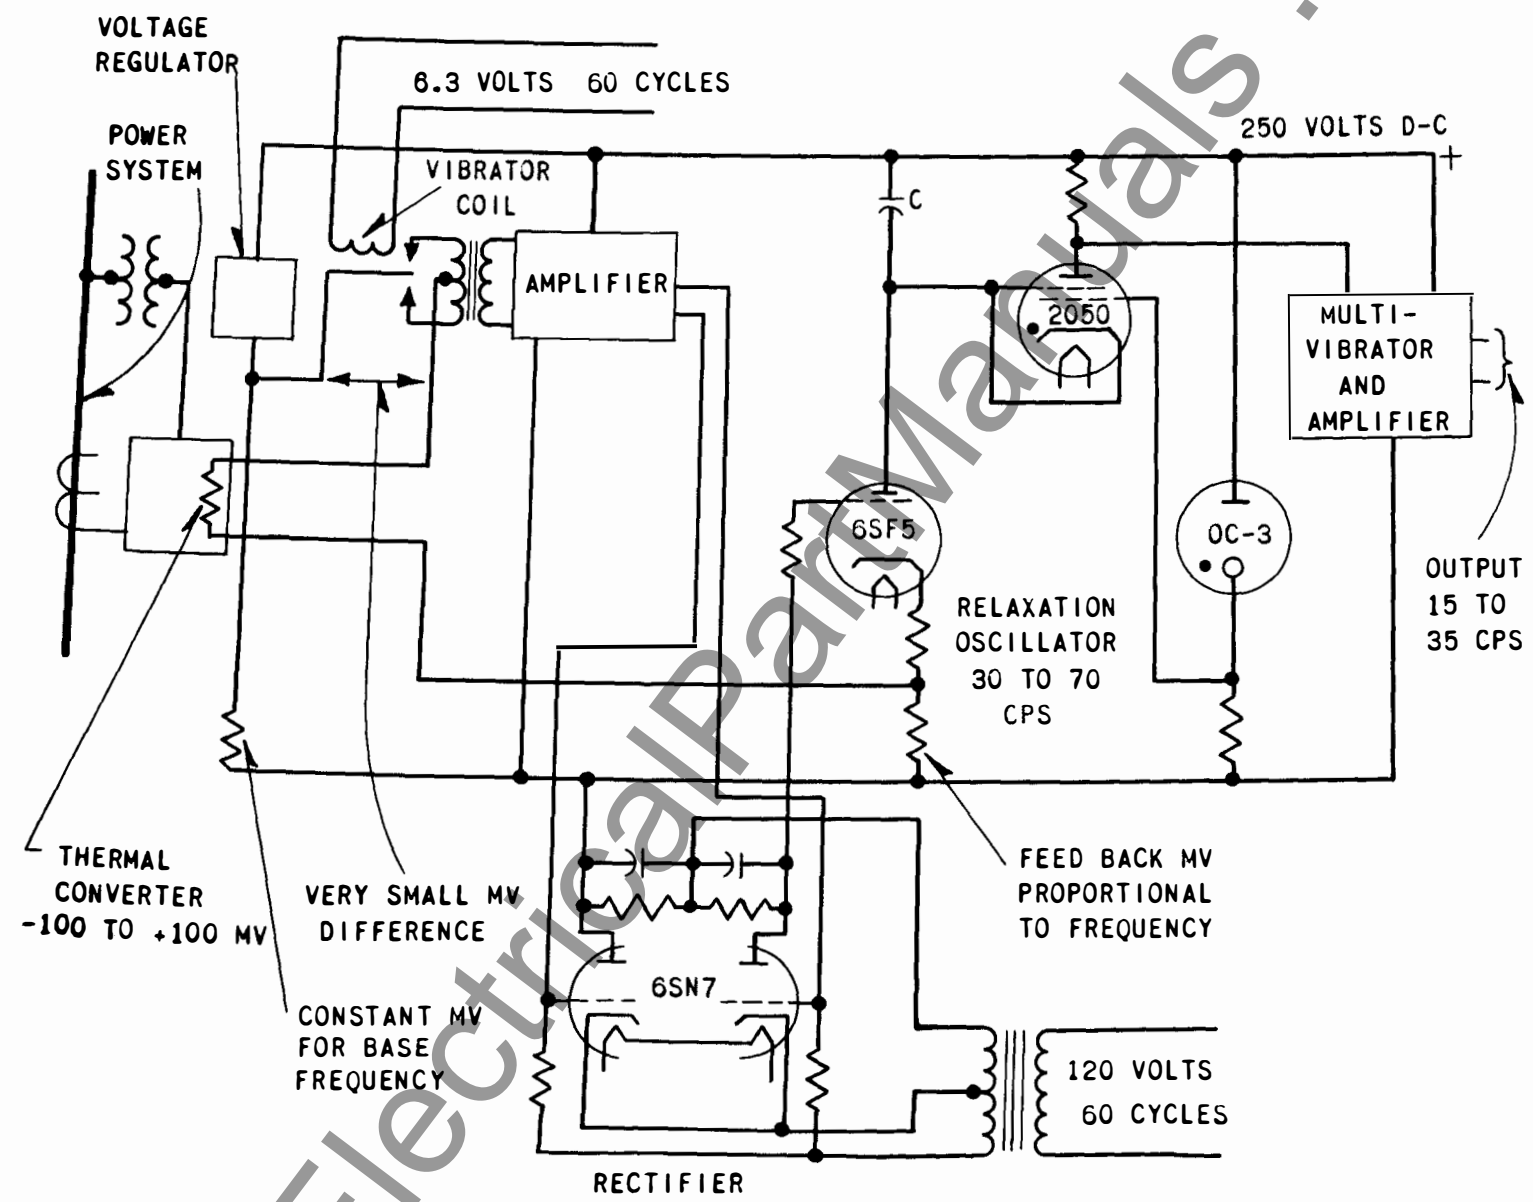 VOLTAGE
REGULATOR
6.3 VOLTS 60 CYCLES
POWER
SYSTEM
VIBRATOR
COIL
250 VOLTS D-C
+
C
AMPLIFIER
2050
MULTI-
VIBRATOR
AND
AMPLIFIER
6SF5
OC-3
OUTPUT
15 TO
35 CPS
RELAXATION
OSCILLATOR
30 TO 70
CPS
THERMAL
CONVERTER
-100 TO +100 MV
VERY SMALL MV
DIFFERENCE
FEED BACK MV
PROPORTIONAL
TO FREQUENCY
6SN7
CONSTANT MV
FOR BASE
FREQUENCY
120 VOLTS
60 CYCLES
RECTIFIER
ElectricalPartManuals .